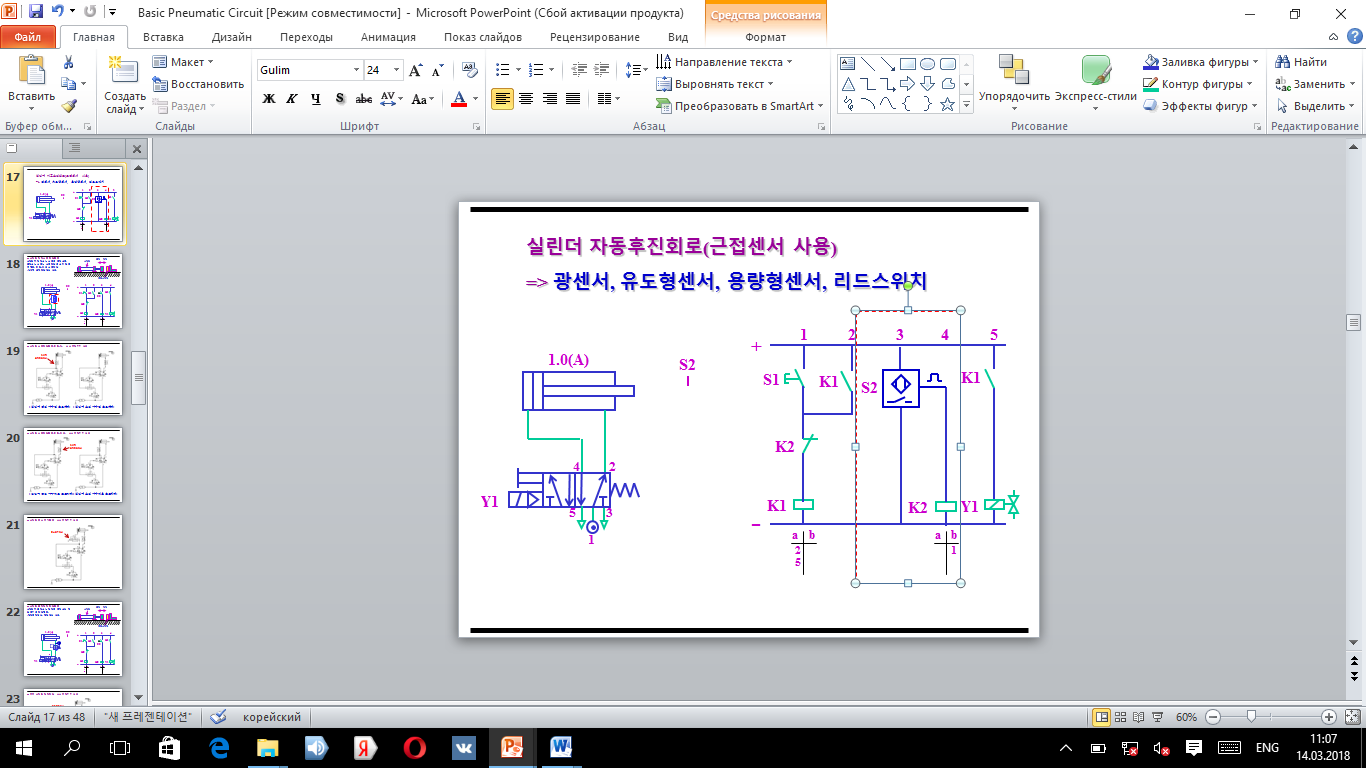 Basic Pneumatic Circuit [Режим совместимости] - Microsoft PowerPoint (Сбой активации продукта)
Средства рисования
Файл
Главная
Вставка
Дизайн
Переходы
Анимация
Показ слайдов
Рецензирование
Вид
Формат
Вставить
Буфер обм...
Создать слайд
Макет
Восстановить
Раздел
Слайды
Gulim
24
Ж К Ч S abc AV Aa A
Шрифт
Направление текста
Выровнять текст
Преобразовать в SmartArt
Абзац
Упорядочить
Экспресс-стили
Заливка фигуры
Контур фигуры
Эффекты фигур
Рисование
Найти
Заменить
Выделить
Редактирование
17
18
19
20
21
22
23
실린더 자동후진회로(근접센서 사용)
=> 광센서, 유도형센서, 용량형센서, 리드스위치
1.0(A)
S2
4 2
Y1
5 3
1
1 2 3 4 5
+
S1 K1 S2 K1
K2
K1 K2 Y1
–
a b
2
5
a b
1
Слайд 17 из 48
"새 프레젠테이션"
корейский
60%
ENG
11:07
14.03.2018